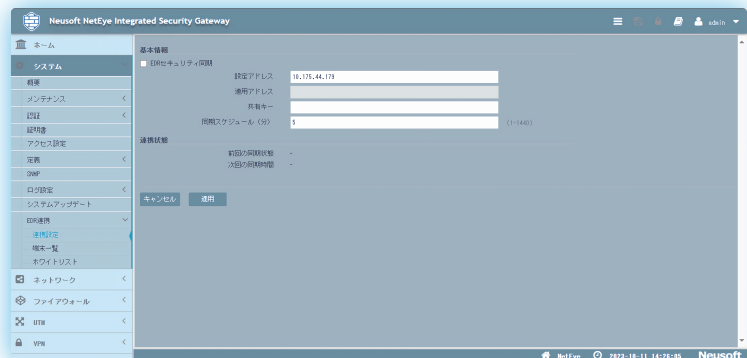 Neusoft NetEye Integrated Security Gateway
admin
ホーム
システム
概要
メンテナンス
認証
証明書
アクセス設定
定義
SNMP
ログ設定
システムアップデート
EDR連携
連携設定
端末一覧
ホワイトリスト
ネットワーク
ファイアウォール
UTM
VPN
基本情報
EDRセキュリティ同期
設定アドレス 10.175.44.179
適用アドレス
共有キー
同期スケジュール(分) 5 (1-1440)
連携状態
前回の同期状態 -
次回の同期時間 -
キャンセル 適用
NetEye 2023-10-11 14:26:05 Neusoft